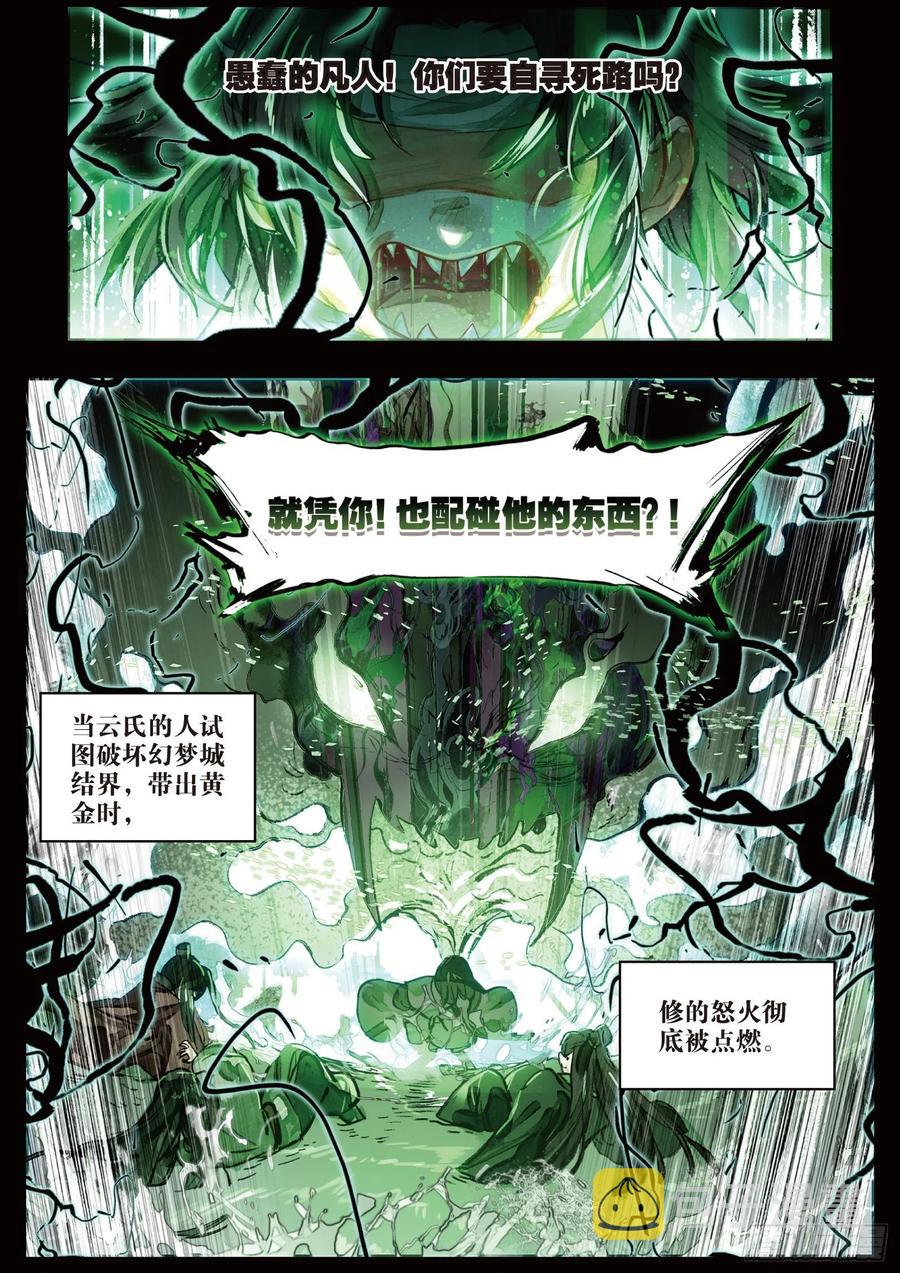 愚蠢的凡人！你们要自寻死路吗？
就凭你！也配碰他的东西？！
当云氏的人试
图破坏幻梦城
结界，带出黄
金时，
修的怒火彻
底被点燃。